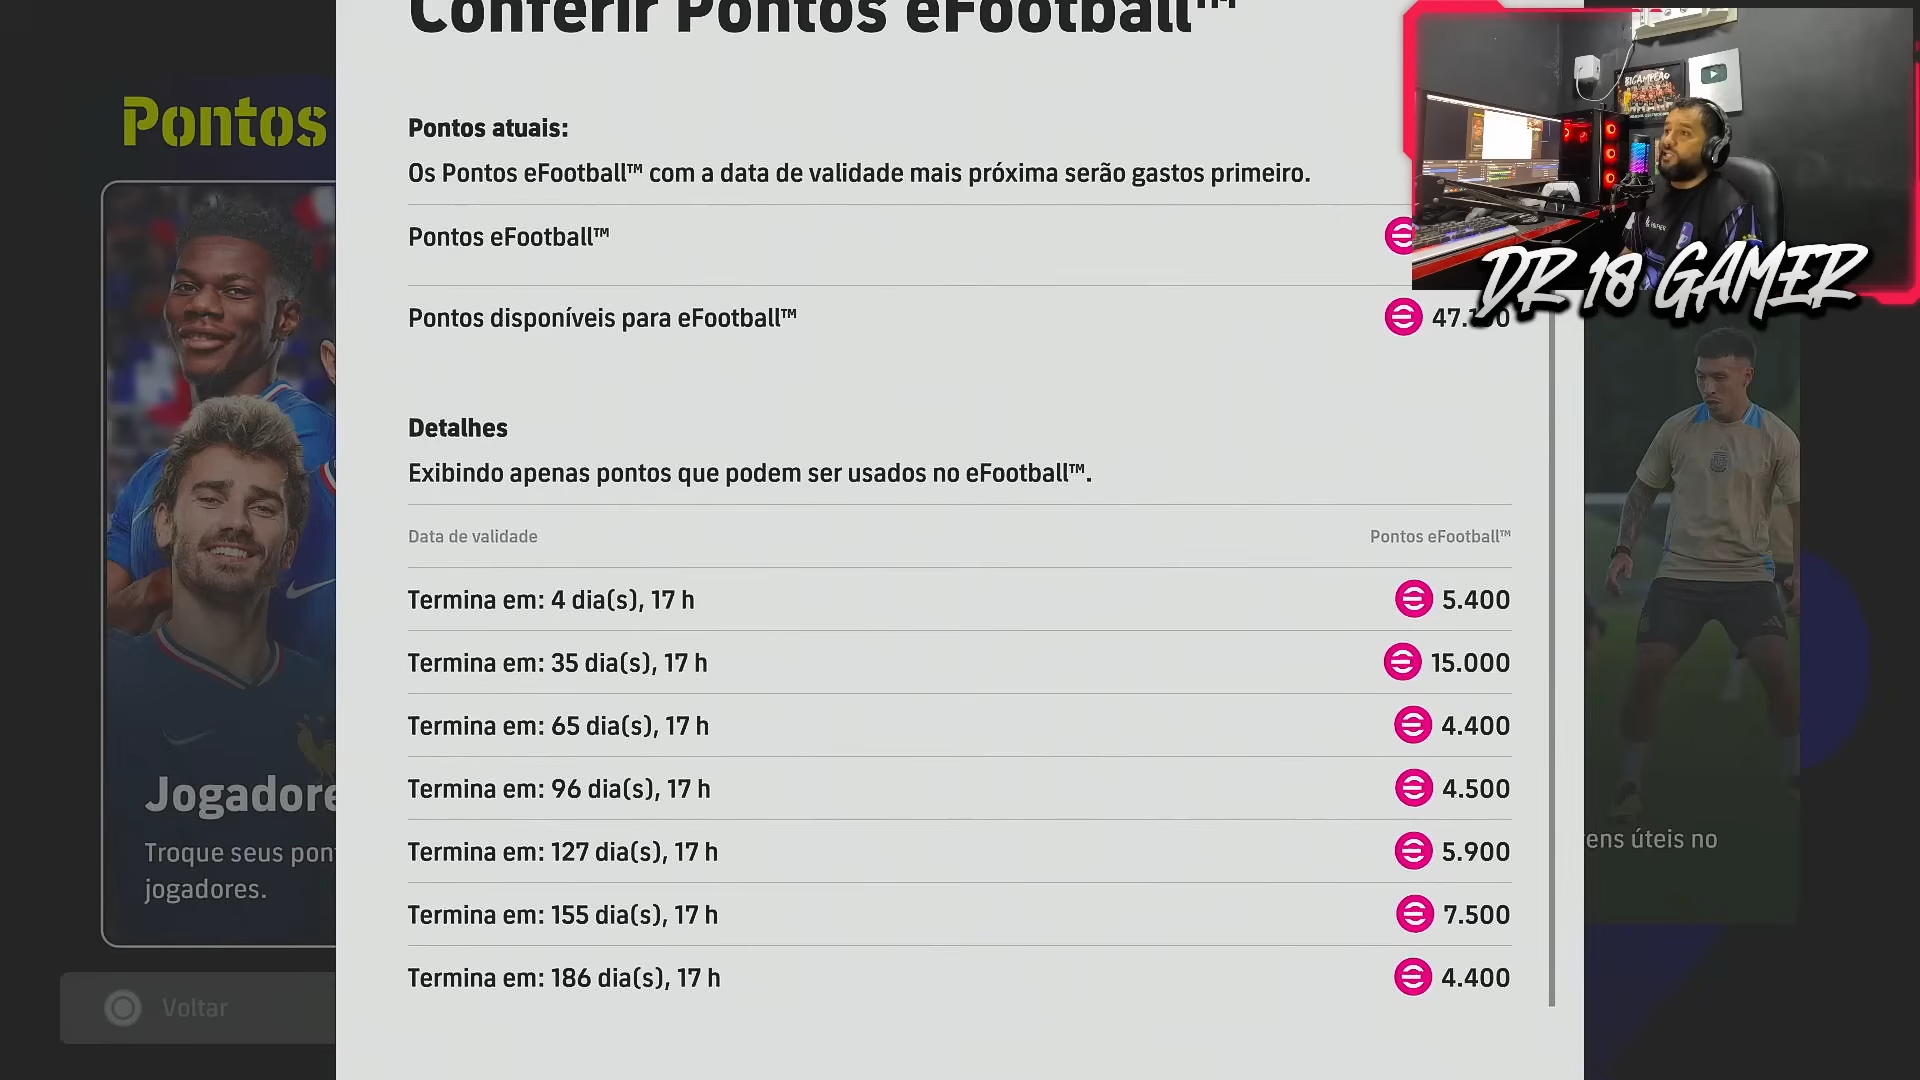 Conferir Pontos eFootball™
Pontos
Pontos atuais:
Os Pontos eFootball™ com a data de validade mais próxima serão gastos primeiro.
Pontos eFootball™
Pontos disponíveis para eFootball™
Detalhes
Exibindo apenas pontos que podem ser usados no eFootball™.
Data de validade Pontos eFootball™
Termina em: 4 dia(s), 17 h 5.400
Termina em: 35 dia(s), 17 h 15.000
Termina em: 65 dia(s), 17 h 4.400
Termina em: 96 dia(s), 17 h 4.500
Termina em: 127 dia(s), 17 h 5.900
Termina em: 155 dia(s), 17 h 7.500
Termina em: 186 dia(s), 17 h 4.400
Jogadore
Troque seus pon
jogadores.
Voltar
ens úteis no
BICAMPEÃO
DR 18 GAMER